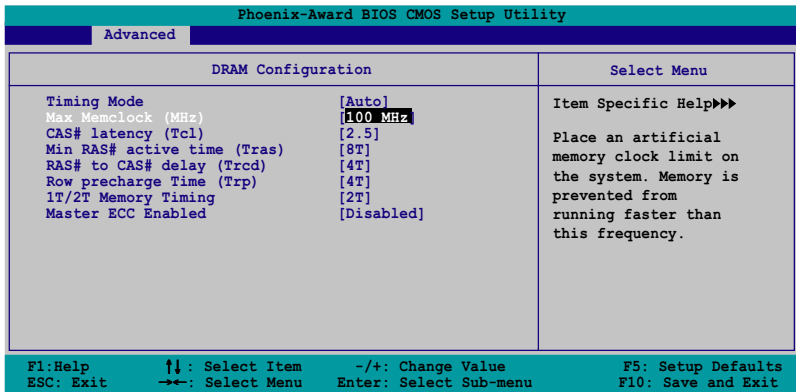 Phoenix-Award BIOS CMOS Setup Utility
Advanced
DRAM Configuration
Select Menu
Timing Mode [Auto]
Max Memclock (MHz) [100 MHz]
CAS# latency (Tcl) [2.5]
Min RAS# active time (Tras) [8T]
RAS# to CAS# delay (Trcd) [4T]
Row precharge Time (Trp) [4T]
1T/2T Memory Timing [2T]
Master ECC Enabled [Disabled]
Item Specific Help▶▶▶
Place an artificial
memory clock limit on
the system. Memory is
prevented from
running faster than
this frequency.
F1:Help ↑↓: Select Item -/+: Change Value F5: Setup Defaults
ESC: Exit →←: Select Menu Enter: Select Sub-menu F10: Save and Exit